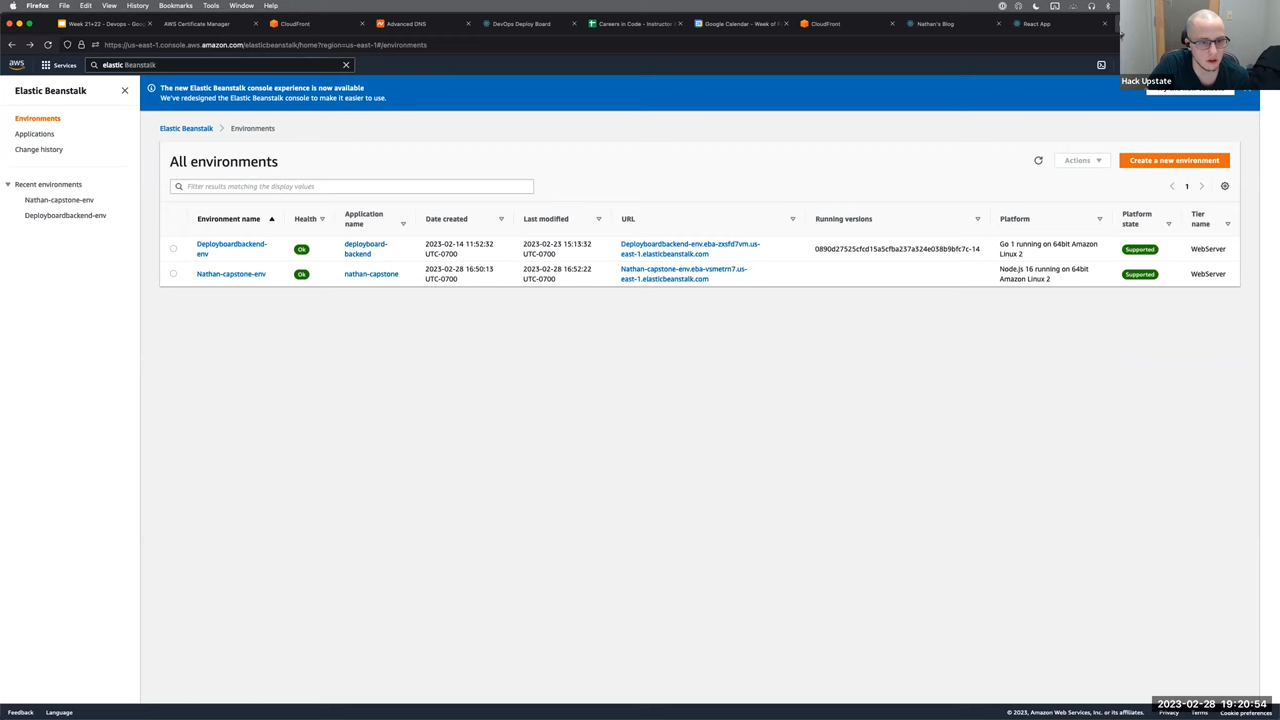 Firefox File Edit View History Bookmarks Tools Window Help
Week 21+22 - Devops - Goog AWS Certificate Manager CloudFront Advanced DNS DevOps Deploy Board Careers in Code - Instructor Google Calendar - Week of F CloudFront Nathan's Blog React App
https://us-east-1.console.aws.amazon.com/elasticbeanstalk/home?region=us-east-1#/environments
aws Services elastic Beanstalk
Hack Upstate
Elastic Beanstalk
Environments
Applications
Change history
Recent environments
Nathan-capstone-env
Deployboardbackend-env
The new Elastic Beanstalk console experience is now available
We've redesigned the Elastic Beanstalk console to make it easier to use.
Elastic Beanstalk Environments
All environments
Actions
Create a new environment
Filter results matching the display values
1
Environment name Health Application name Date created Last modified URL Running versions Platform Platform state Tier name
Deployboardbackend-env Ok deployboard-backend 2023-02-14 11:52:32 UTC-0700 2023-02-23 15:13:32 UTC-0700 Deployboardbackend-env.eba-zxsfd7vm.us-east-1.elasticbeanstalk.com 0890d27525cfcd15a5cfba237a324e038b9bfc7c-14 Go 1 running on 64bit Amazon Linux 2 Supported WebServer
Nathan-capstone-env Ok nathan-capstone 2023-02-28 16:50:13 UTC-0700 2023-02-28 16:52:22 UTC-0700 Nathan-capstone-env.eba-vsmetrn7.us-east-1.elasticbeanstalk.com Node.js 16 running on 64bit Amazon Linux 2 Supported WebServer
2023-02-28 19:20:54
Feedback Language
© 2023, Amazon Web Services, Inc. or its affiliates. Privacy Terms Cookie preferences